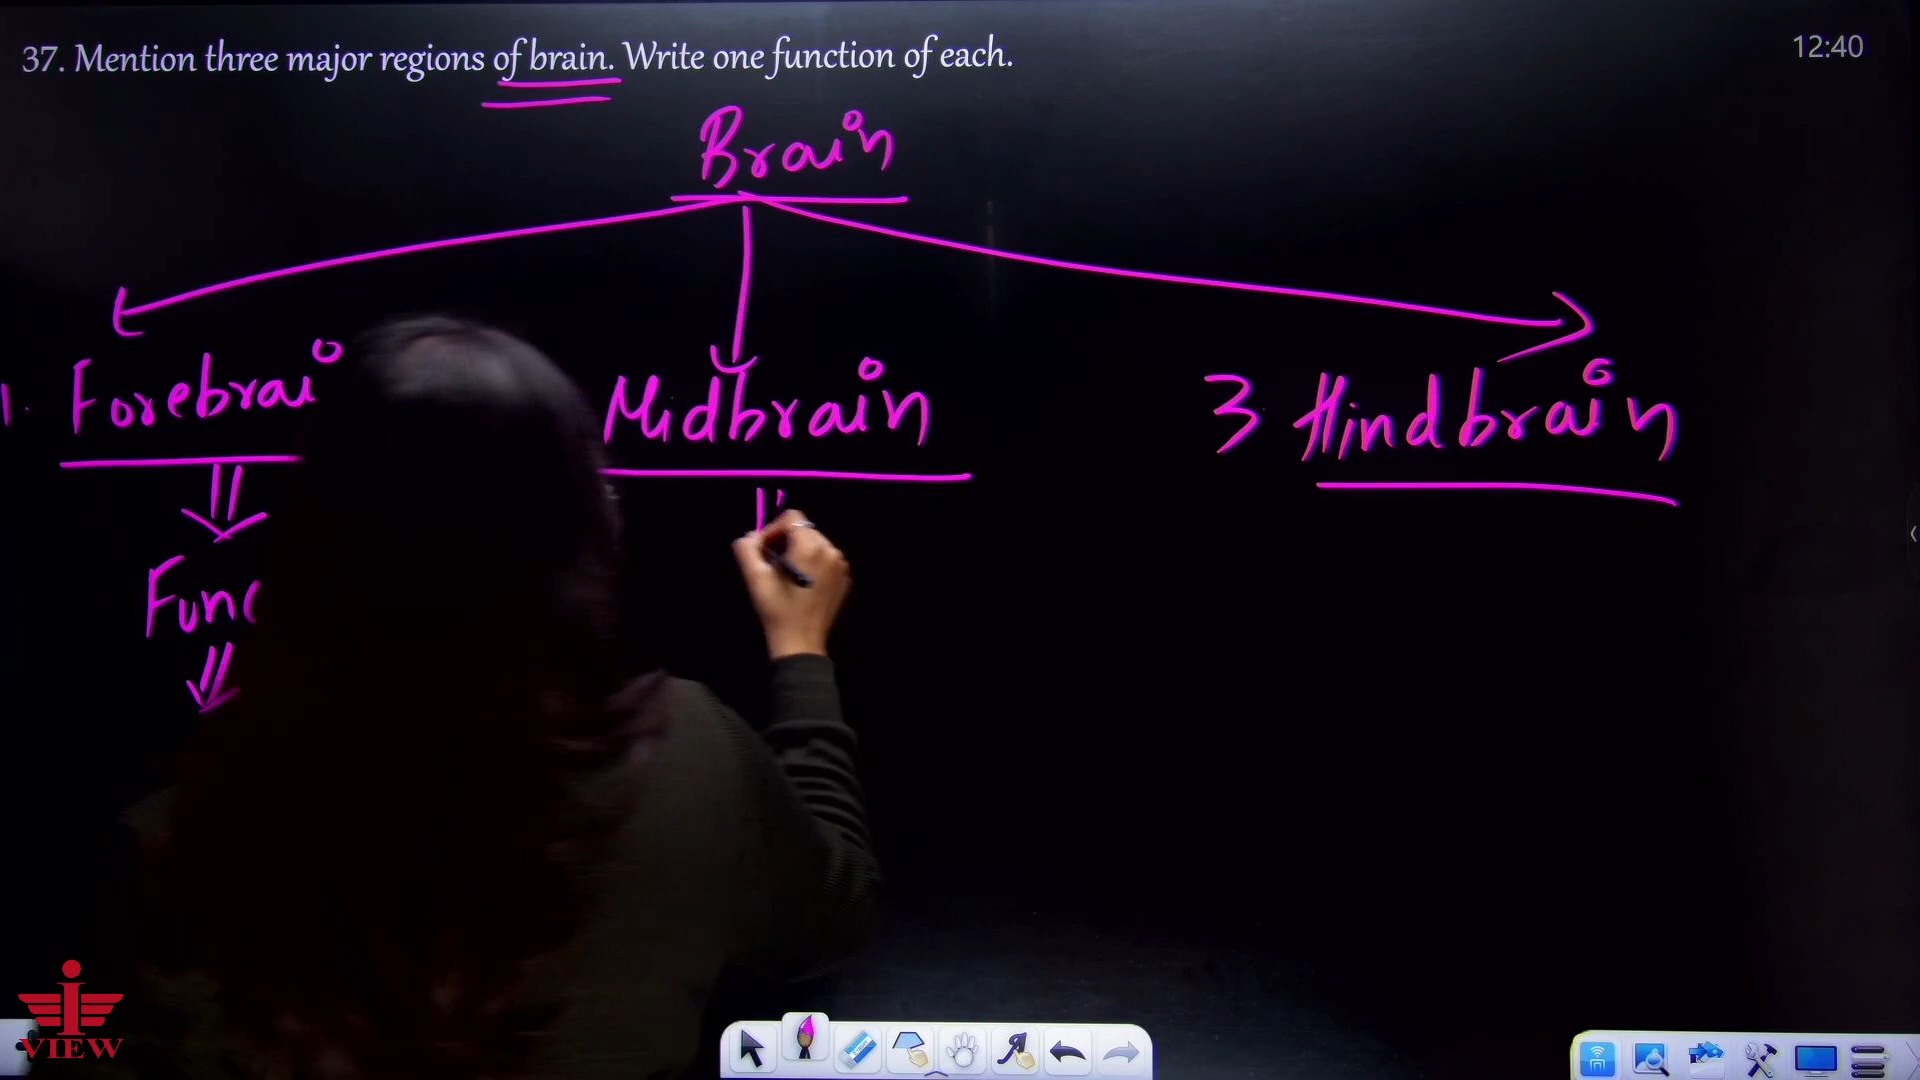 37. Mention three major regions of brain. Write one function of each.
12:40
Brain
1. Forebrai
Midbrain
3 Hindbrain
Func
VIEW